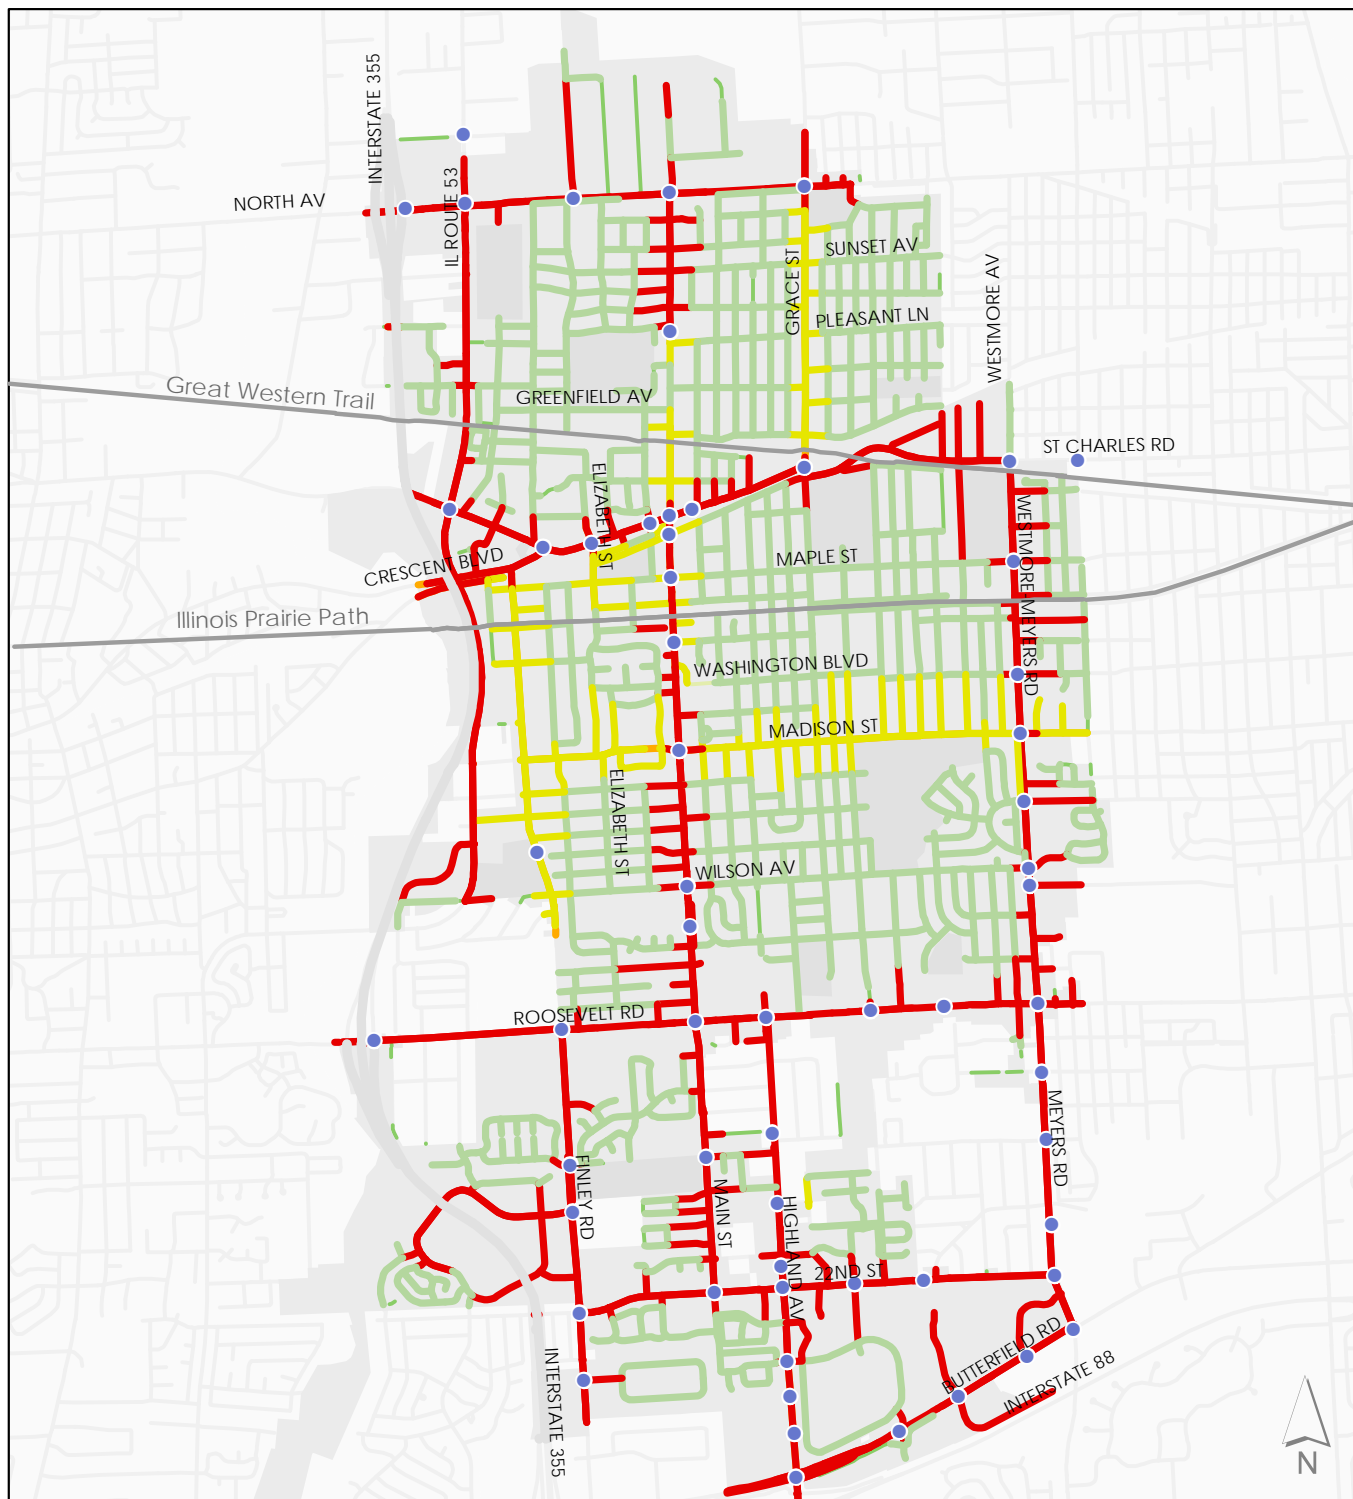 INTERSTATE 355
IL ROUTE 53
NORTH AV
SUNSET AV
GRACE ST
WESTMORE AV
PLEASANT LN
Great Western Trail
GREENFIELD AV
ST CHARLES RD
ELIZABETH ST
WESTMORE-MEYERS RD
CRESCENT BLVD
MAPLE ST
Illinois Prairie Path
WASHINGTON BLVD
MADISON ST
ELIZABETH ST
WILSON AV
ROOSEVELT RD
MEYERS RD
FINLEY RD
MAIN ST
HIGHLAND AV
22ND ST
BUTTERFIELD RD
INTERSTATE 88
INTERSTATE 355
N